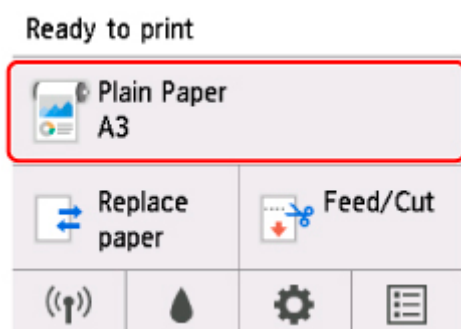 Ready to print
Plain Paper
A3
Replace
paper
Feed/Cut